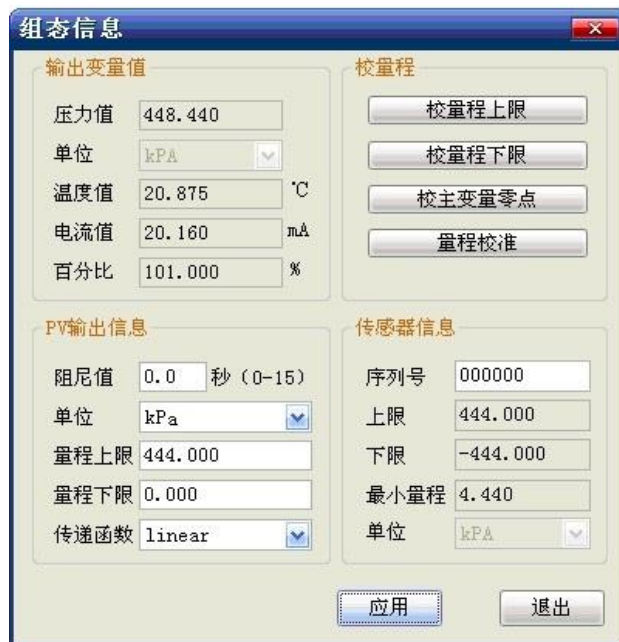 组态信息
输出变量值
压力值 448.440
单位 kPA
温度值 20.875 ℃
电流值 20.160 mA
百分比 101.000 %
校量程
校量程上限
校量程下限
校主变量零点
量程校准
PV输出信息
阻尼值 0.0 秒（0-15）
单位 kPa
量程上限 444.000
量程下限 0.000
传递函数 linear
传感器信息
序列号 000000
上限 444.000
下限 -444.000
最小量程 4.440
单位 kPA
应用
退出